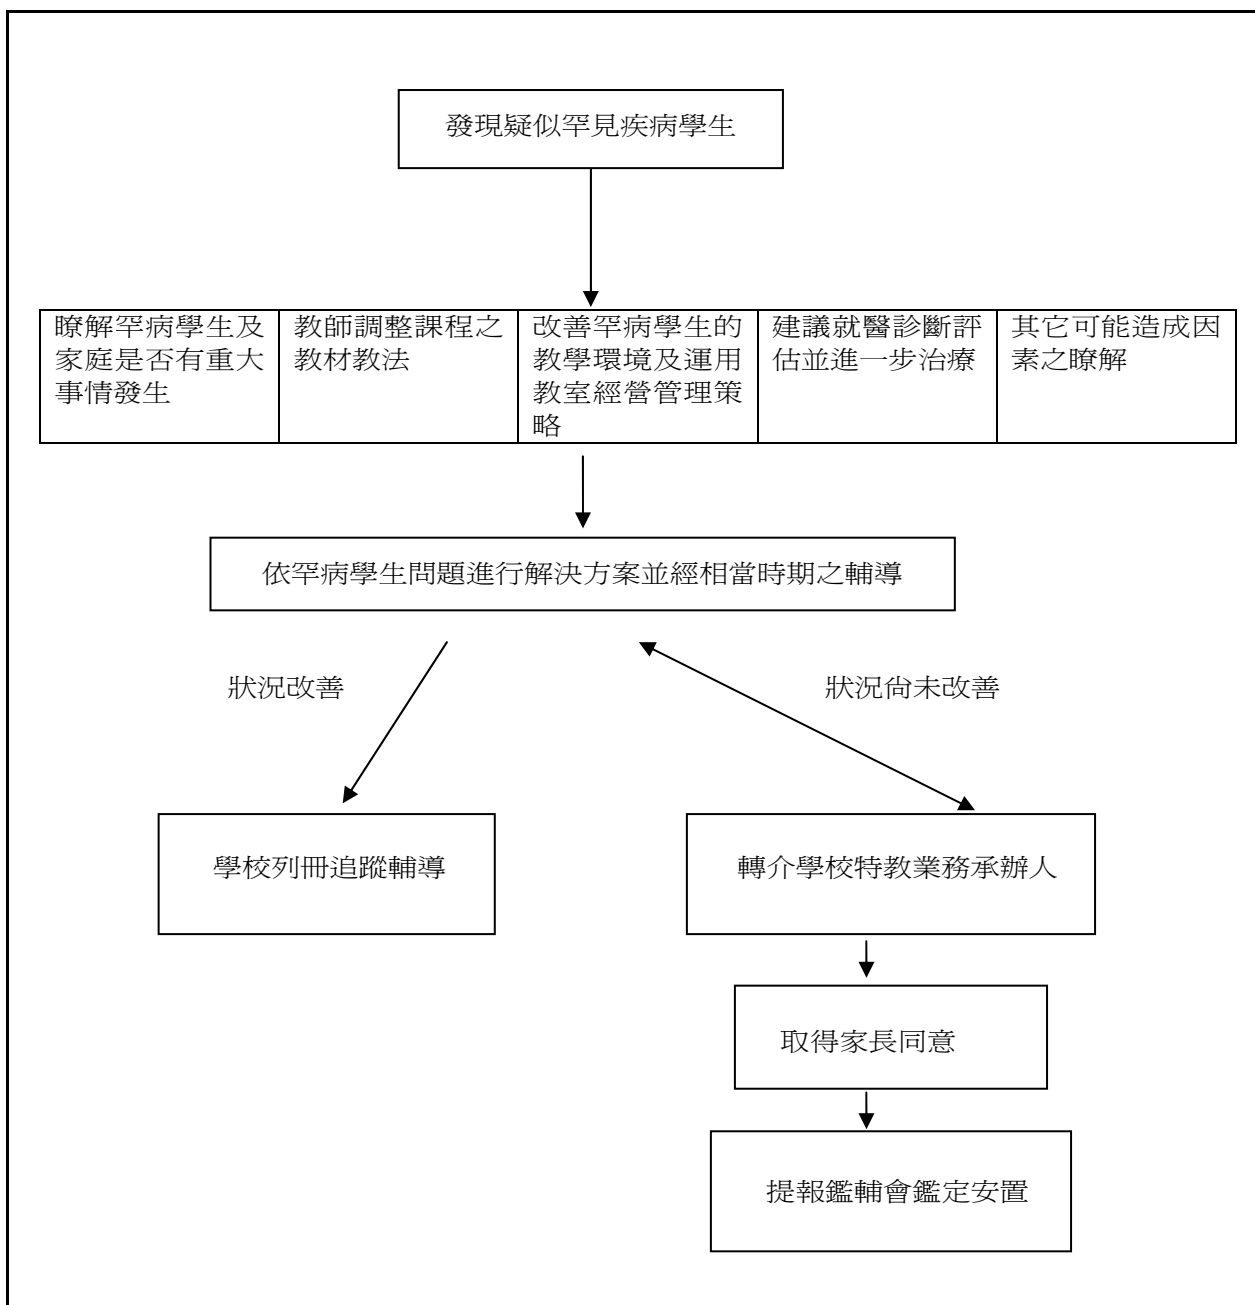 發現疑似罕見疾病學生
瞭解罕病學生及
家庭是否有重大
事情發生
教師調整課程之
教材教法
改善罕病學生的
教學環境及運用
教室經營管理策
略
建議就醫診斷評
估並進一步治療
其它可能造成因
素之瞭解
依罕病學生問題進行解決方案並經相當時期之輔導
狀況改善
狀況尚未改善
學校列冊追蹤輔導
轉介學校特教業務承辦人
取得家長同意
提報鑑輔會鑑定安置